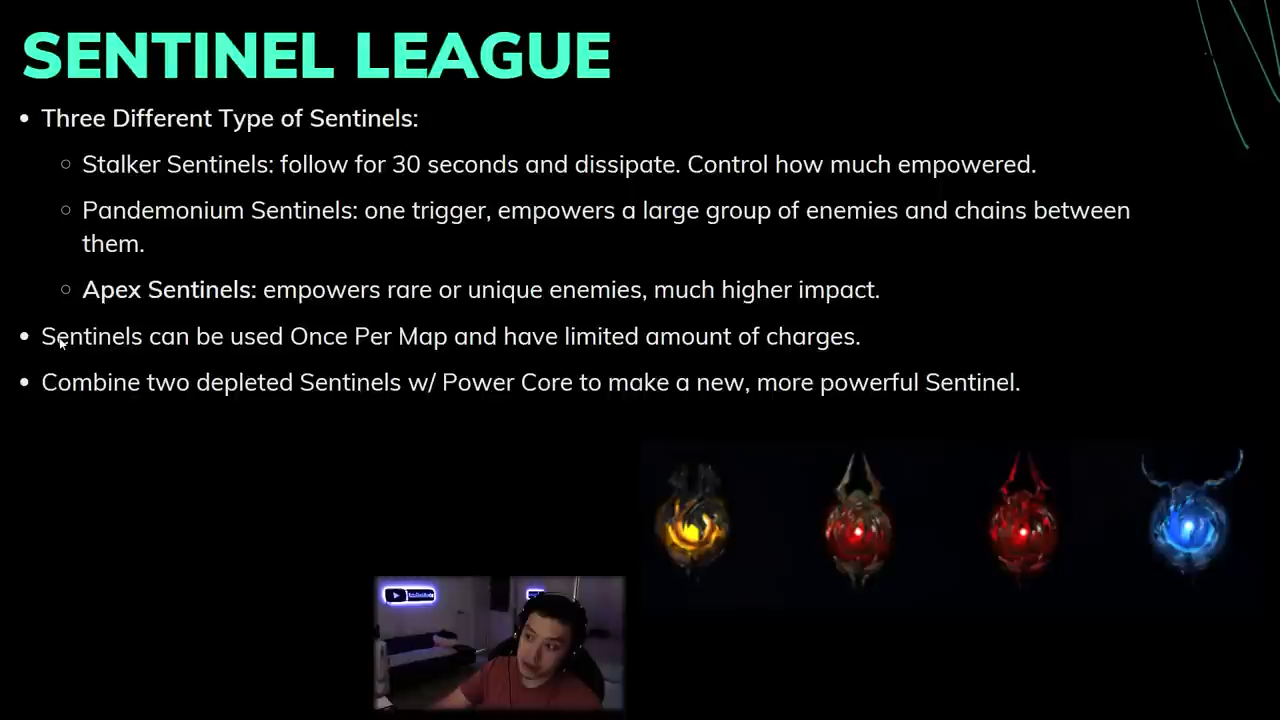 SENTINEL LEAGUE
• Three Different Type of Sentinels:
○ Stalker Sentinels: follow for 30 seconds and dissipate. Control how much empowered.
○ Pandemonium Sentinels: one trigger, empowers a large group of enemies and chains between
them.
○ Apex Sentinels: empowers rare or unique enemies, much higher impact.
• Sentinels can be used Once Per Map and have limited amount of charges.
• Combine two depleted Sentinels w/ Power Core to make a new, more powerful Sentinel.